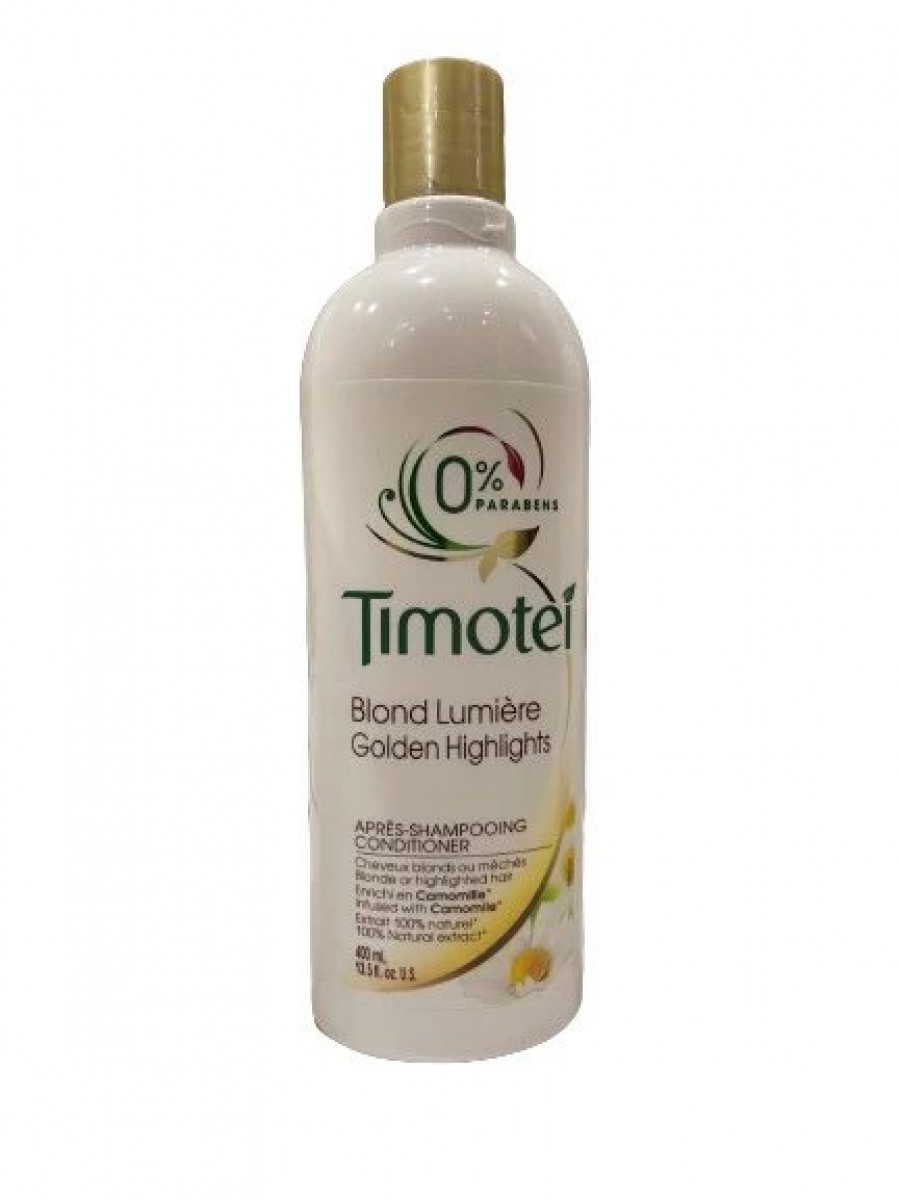 0%
PARABENS
Timotei
Blond Lumière
Golden Highlights
APRÈS-SHAMPOOING
CONDITIONER
Cheveux blonds ou méchés
Blonde or highlighted hair
Enrichi en Camomille*
Infused with Camomile*
Extrait 100% naturel*
100% Natural extract*
400 mL
13.5 fl. oz. U.S.